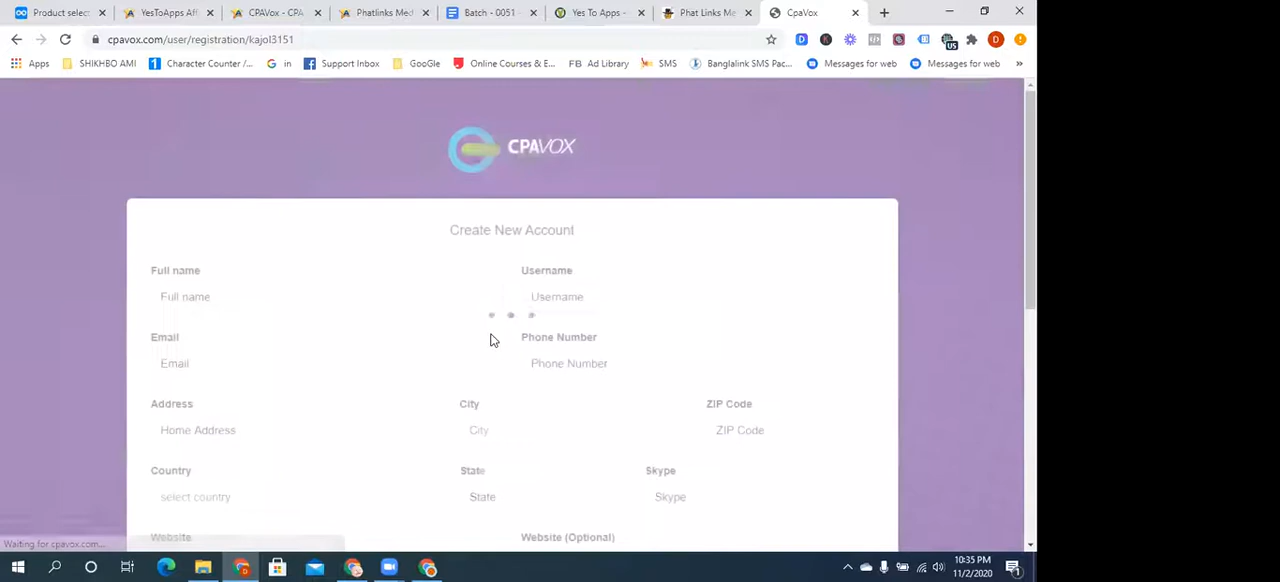 Product select YesToApps Aff CPAVox - CPA Phatlinks Med Batch - 0051 Yes To Apps - Phat Links Me CpaVox
cpavox.com/user/registration/kajol3151
Apps SHIKHBO AMI Character Counter /... G in Support Inbox GooGle Online Courses & E... FB Ad Library SMS Banglalink SMS Pac... Messages for web Messages for web »
CPAVOX
Create New Account
Full name Username
Full name Username
Email Phone Number
Email Phone Number
Address City ZIP Code
Home Address City ZIP Code
Country State Skype
select country State Skype
Website Website (Optional)
Waiting for cpavox.com...
10:35 PM
11/2/2020